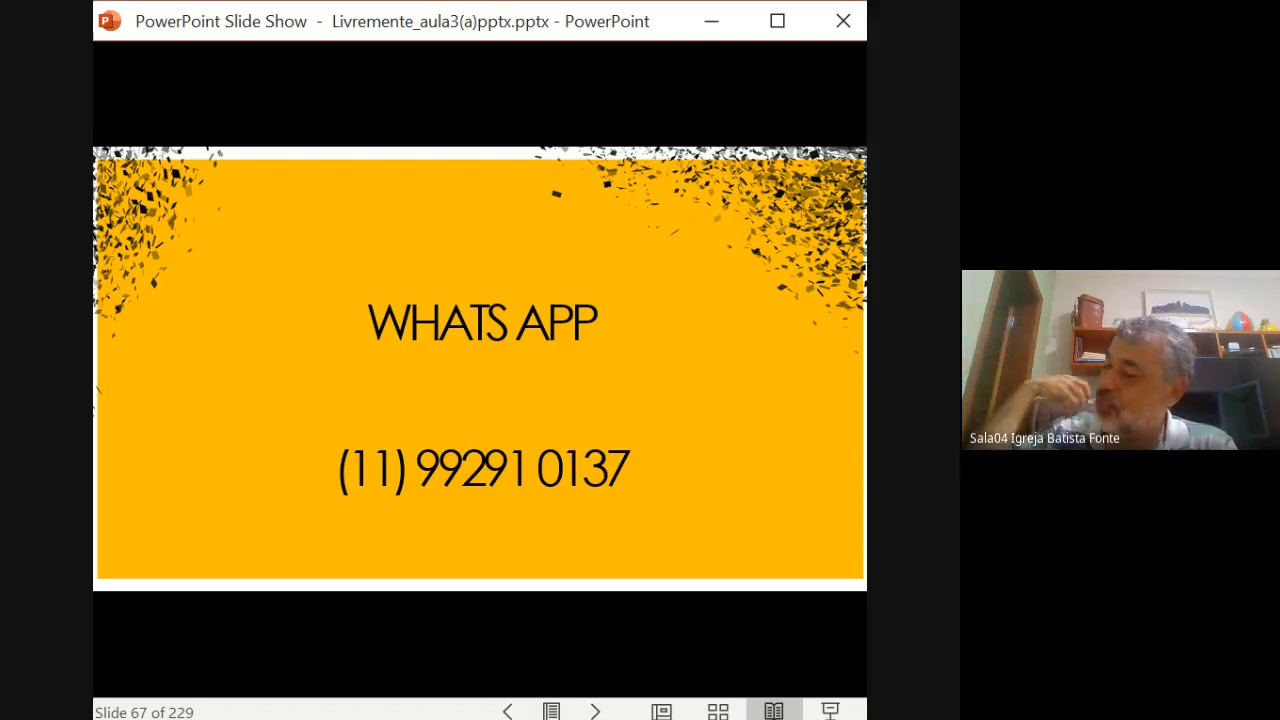 PowerPoint Slide Show - Livremente_aula3(a)pptx.pptx - PowerPoint
WHATS APP
(11) 99291 0137
Sala04 Igreja Batista Fonte
Slide 67 of 229